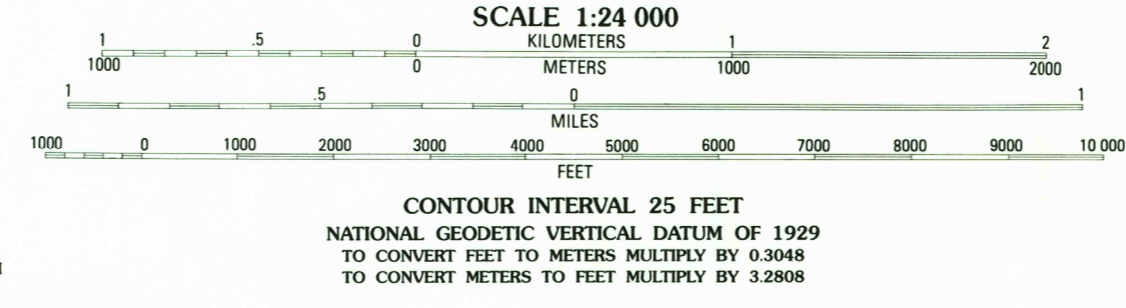 SCALE 1:24 000
1 .5 0 KILOMETERS 1 2
1000 0 METERS 1000 2000
1 .5 0 1
MILES
1000 0 1000 2000 3000 4000 5000 6000 7000 8000 9000 10 000
FEET
CONTOUR INTERVAL 25 FEET
NATIONAL GEODETIC VERTICAL DATUM OF 1929
TO CONVERT FEET TO METERS MULTIPLY BY 0.3048
TO CONVERT METERS TO FEET MULTIPLY BY 3.2808